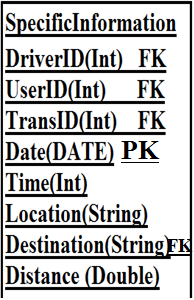 SpecificInformation
DriverID(Int) FK
UserID(Int) FK
TransID(Int) FK
Date(DATE) PK
Time(Int)
Location(String)
Destination(String) FK
Distance (Double)